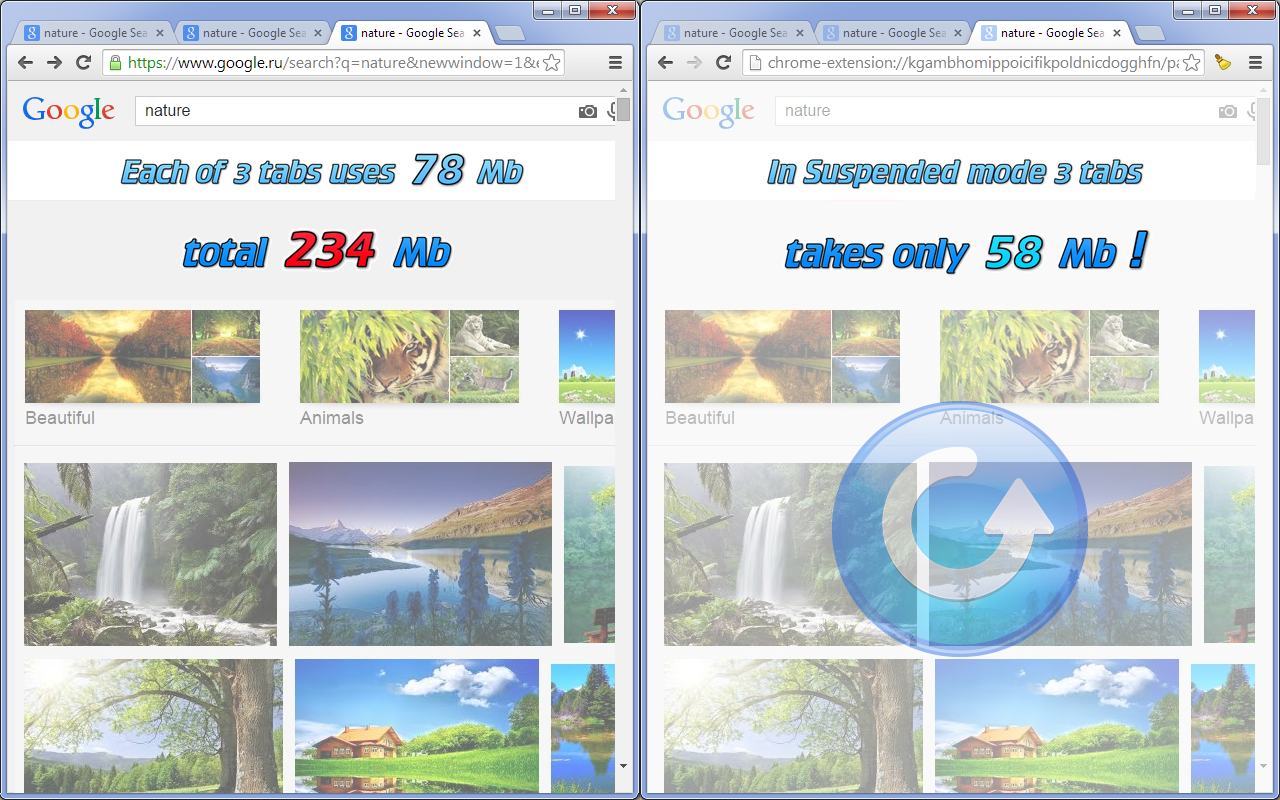 nature - Google Sea
nature - Google Sea
nature - Google Sea
https://www.google.ru/search?q=nature&newwindow=1&e
Google
nature
Each of 3 tabs uses 78 Mb
total 234 Mb
Beautiful
Animals
Wallpa
nature - Google Sea
nature - Google Sea
nature - Google Sea
chrome-extension://kgambhomippoicifikpoldnicdogghfn/pa
Google
nature
In Suspended mode 3 tabs
takes only 58 Mb !
Beautiful
Animals
Wallpa